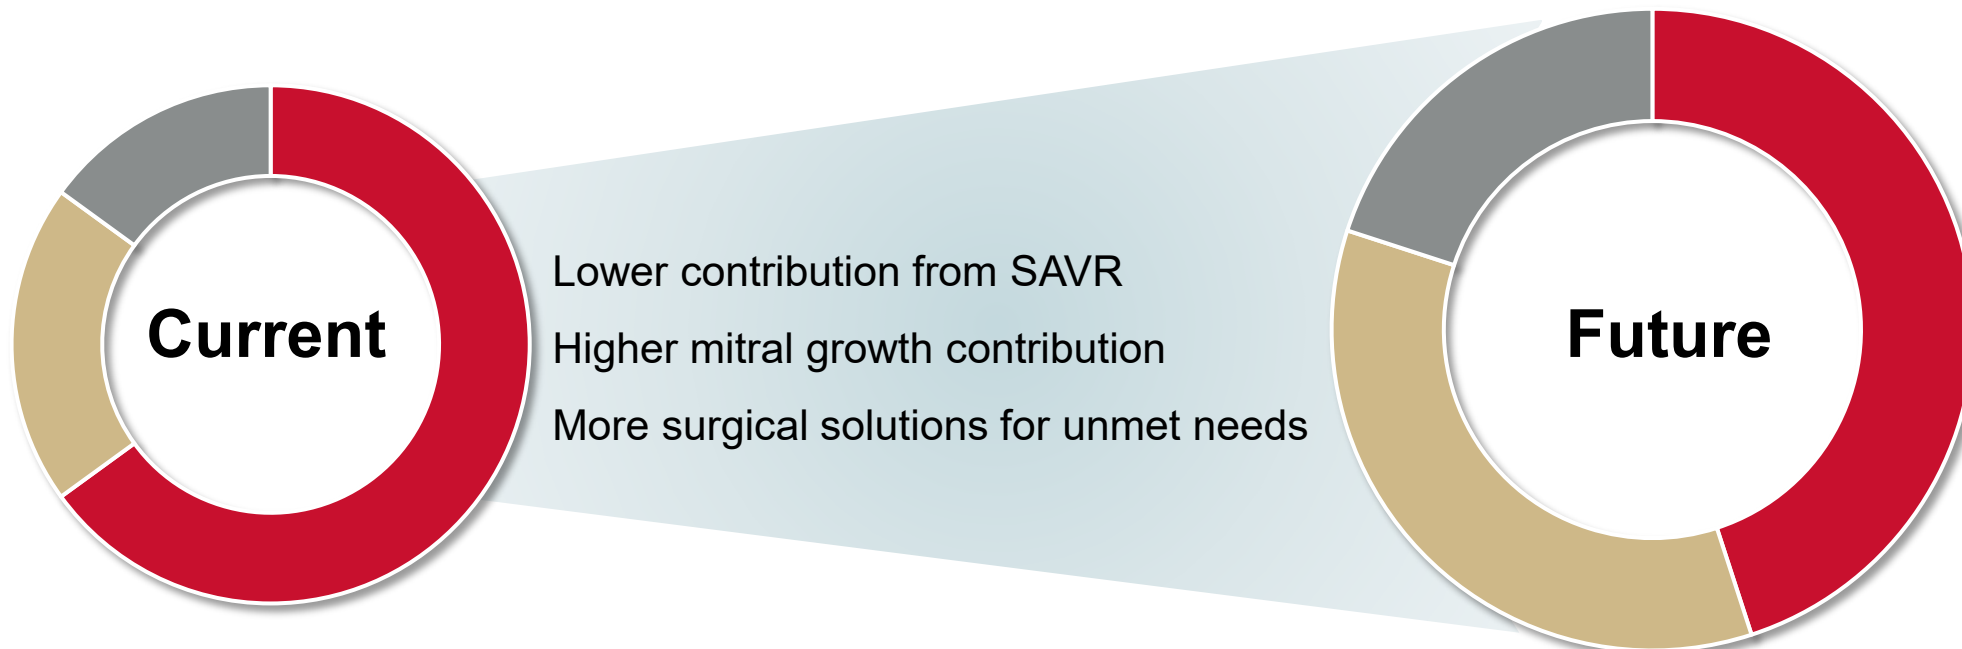 Current
Lower contribution from SAVR
Higher mitral growth contribution
More surgical solutions for unmet needs
Future